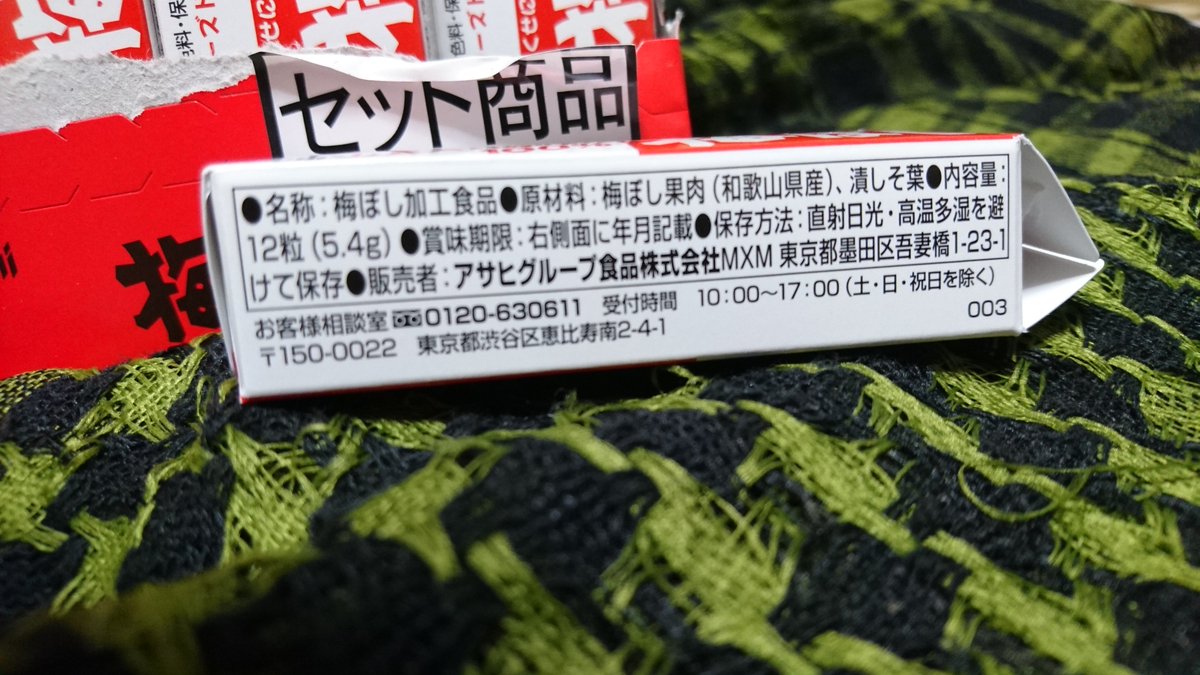 セット商品
梅
●名称：梅ぼし加工食品●原材料：梅ぼし果肉（和歌山県産）、漬しそ葉●内容量：
12粒（5.4g）●賞味期限：右側面に年月記載●保存方法：直射日光・高温多湿を避
けて保存●販売者：アサヒグループ食品株式会社MXM 東京都墨田区吾妻橋1-23-1
お客様相談室 0120-630611 受付時間 10:00～17:00（土・日・祝日を除く）
〒150-0022 東京都渋谷区恵比寿南2-4-1
003